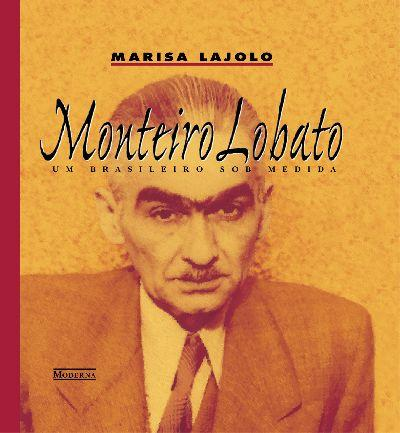 MARISA LAJOLO
Monteiro Lobato
UM BRASILEIRO SOB MEDIDA
MODERNA